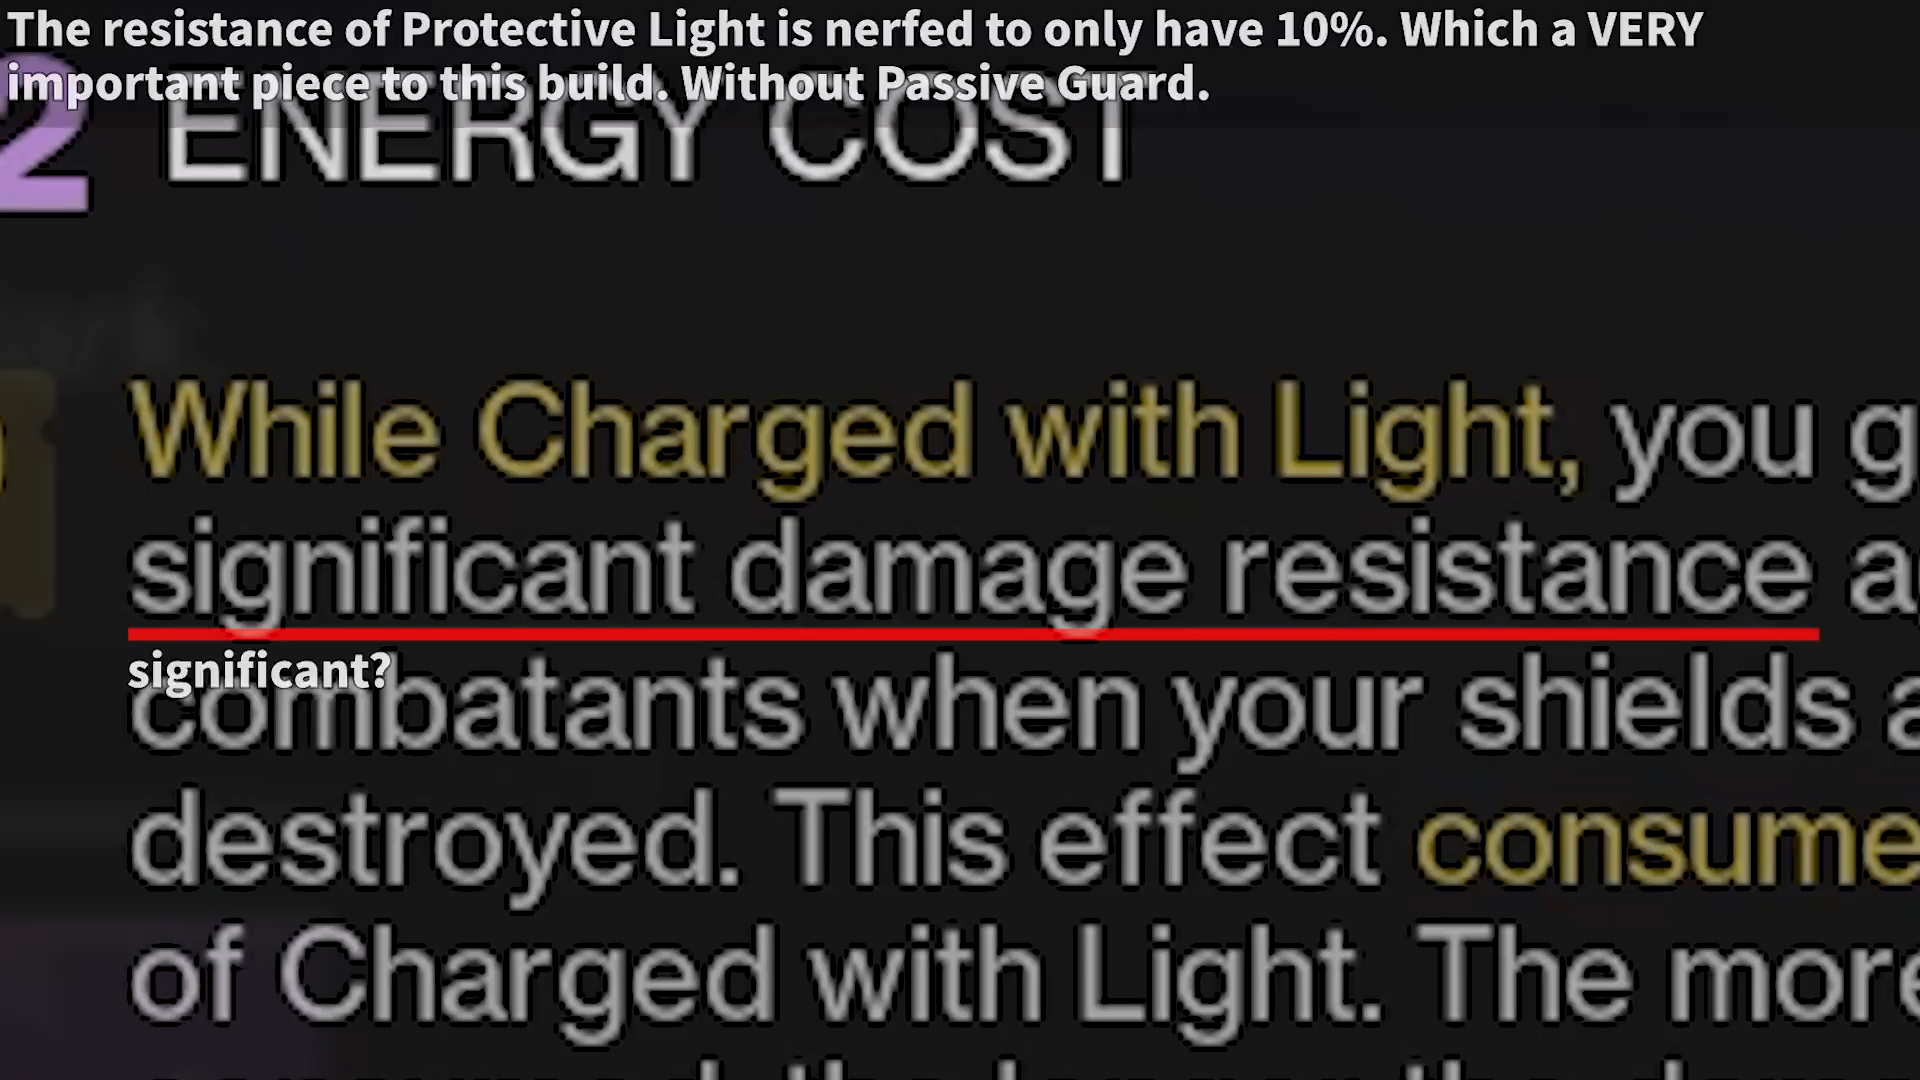 The resistance of Protective Light is nerfed to only have 10%. Which a VERY
important piece to this build. Without Passive Guard.
2 ENERGY COST
While Charged with Light, you g
significant damage resistance a
significant?
combatants when your shields a
destroyed. This effect consume
of Charged with Light. The more